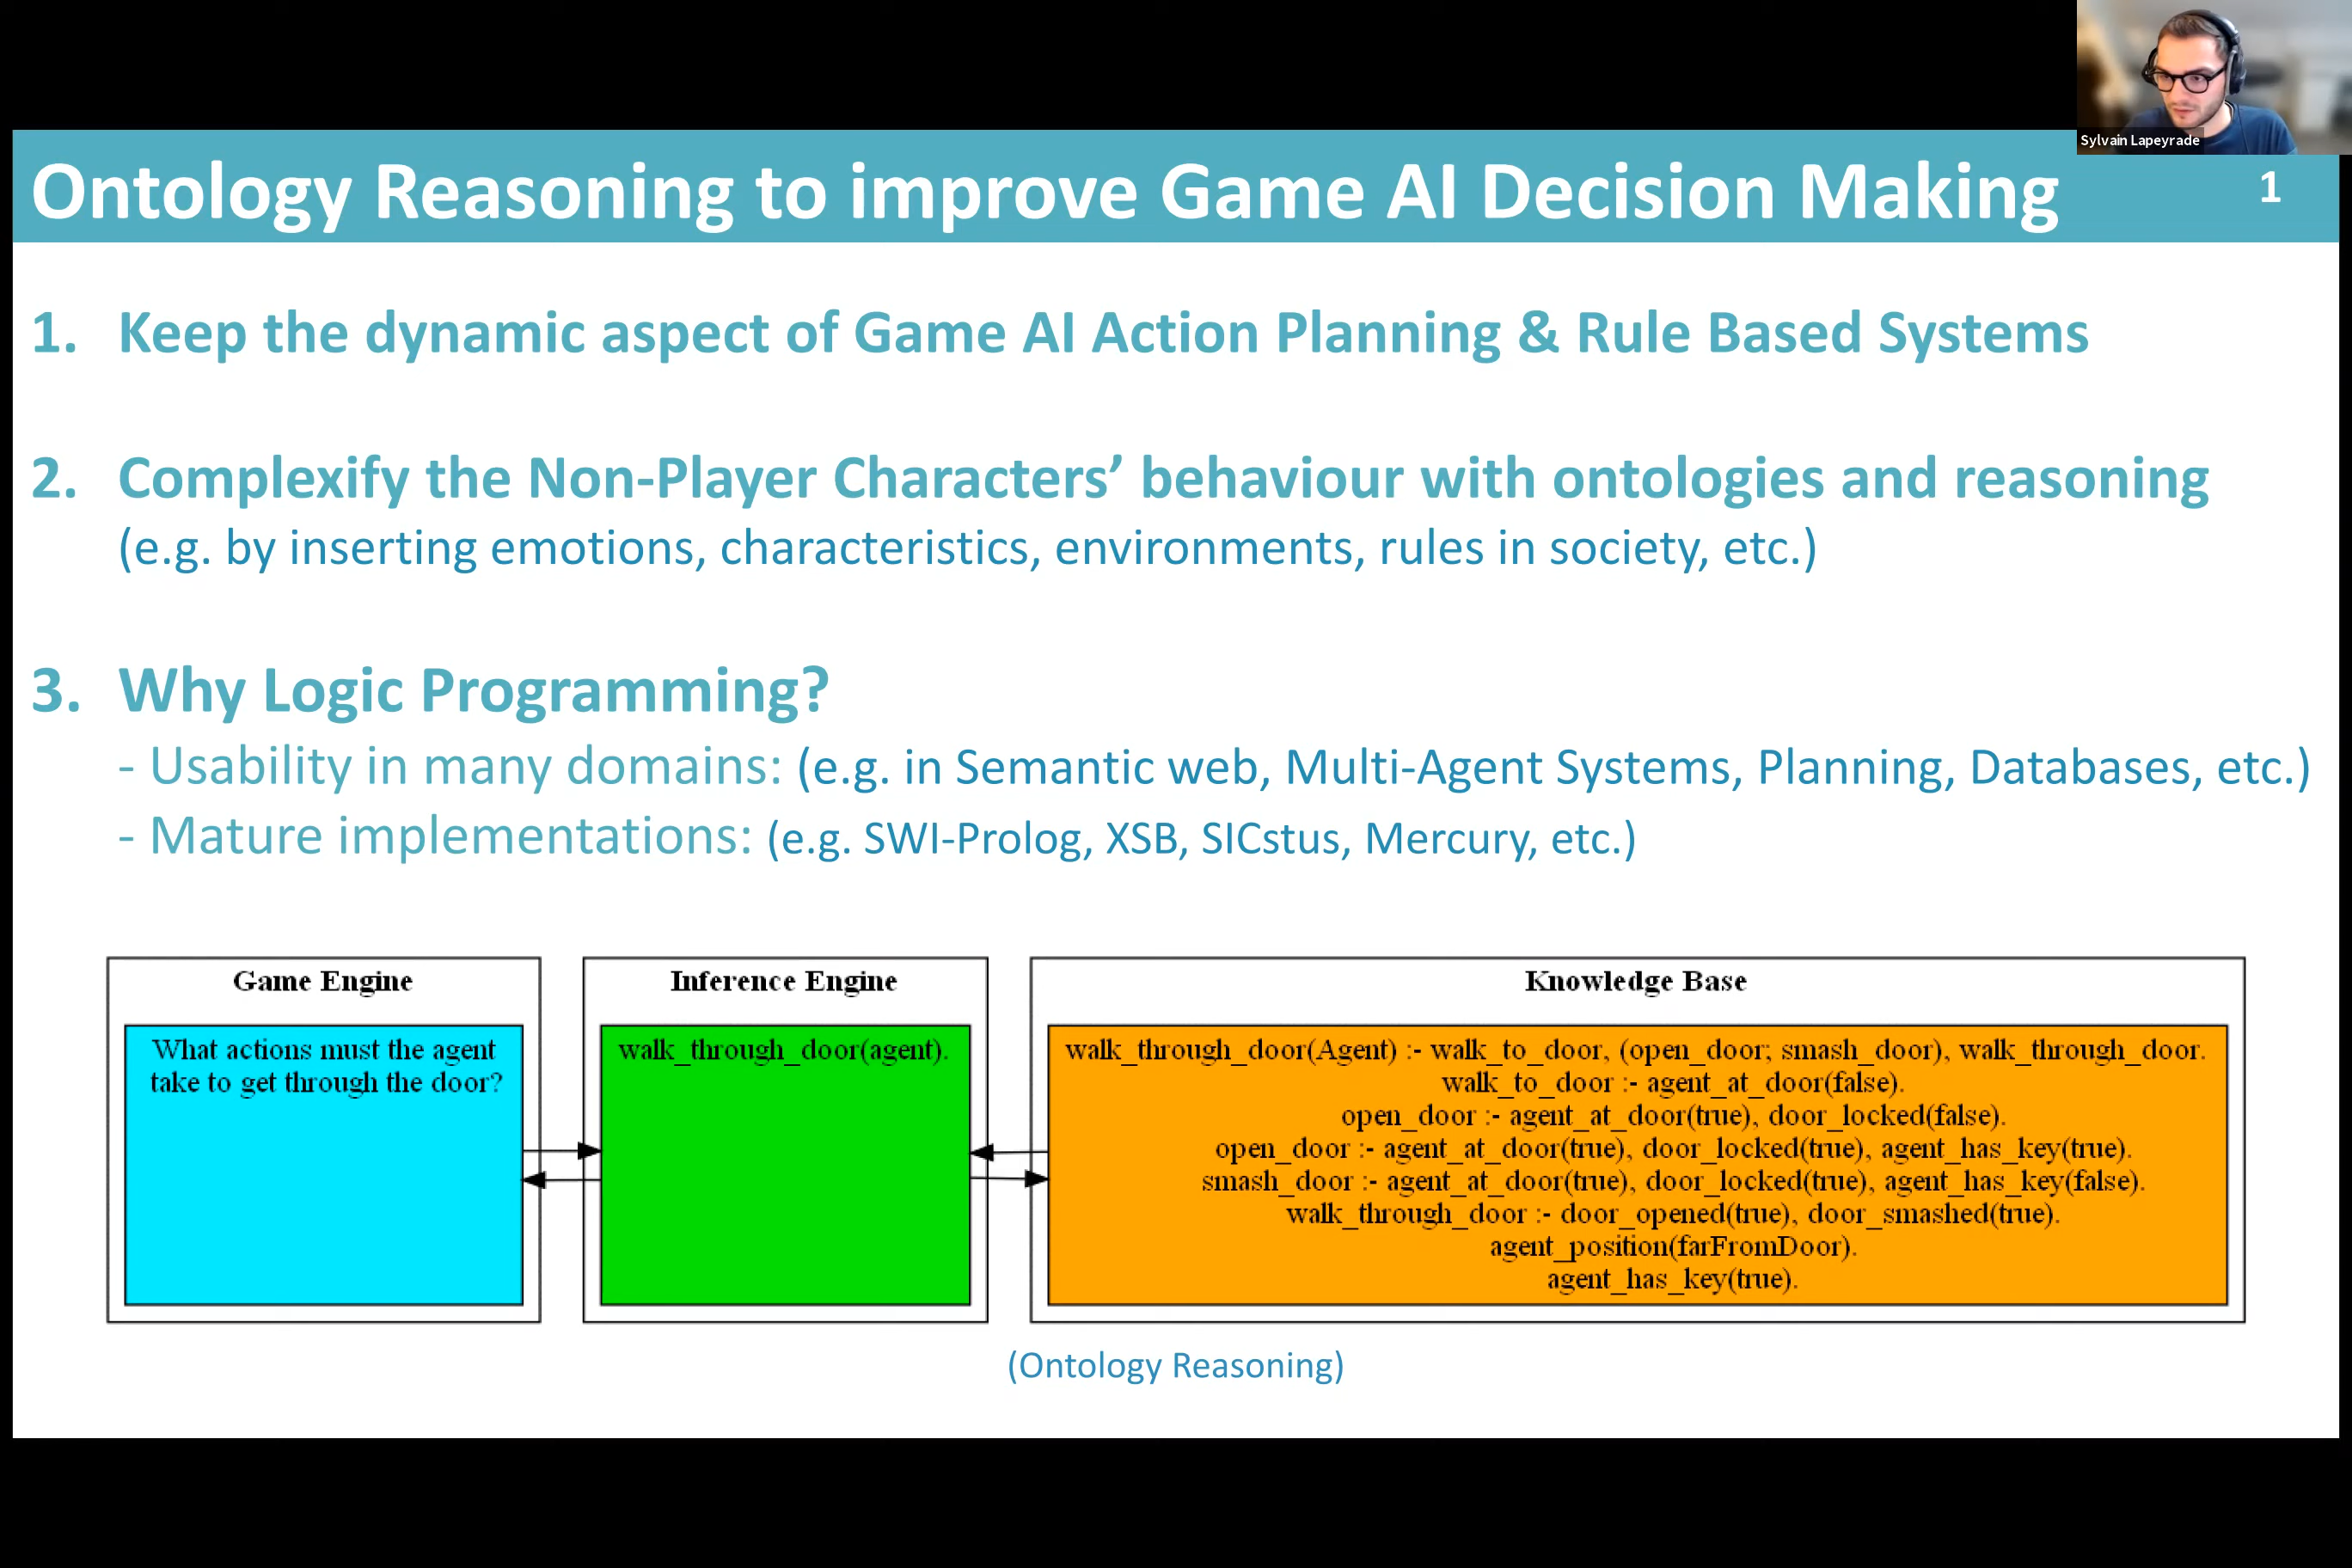 Sylvain Lapeyrade
Ontology Reasoning to improve Game AI Decision Making
1
1. Keep the dynamic aspect of Game AI Action Planning & Rule Based Systems
2. Complexify the Non-Player Characters’ behaviour with ontologies and reasoning
(e.g. by inserting emotions, characteristics, environments, rules in society, etc.)
3. Why Logic Programming?
- Usability in many domains: (e.g. in Semantic web, Multi-Agent Systems, Planning, Databases, etc.)
- Mature implementations: (e.g. SWI-Prolog, XSB, SICstus, Mercury, etc.)
Game Engine
What actions must the agent
take to get through the door?
Inference Engine
walk_through_door(agent).
Knowledge Base
walk_through_door(Agent) :- walk_to_door, (open_door; smash_door), walk_through_door.
walk_to_door :- agent_at_door(false).
open_door :- agent_at_door(true), door_locked(false).
open_door :- agent_at_door(true), door_locked(true), agent_has_key(true).
smash_door :- agent_at_door(true), door_locked(true), agent_has_key(false).
walk_through_door :- door_opened(true), door_smashed(true).
agent_position(farFromDoor).
agent_has_key(true).
(Ontology Reasoning)